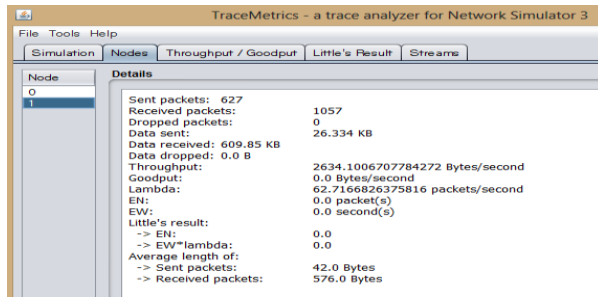 TraceMetrics - a trace analyzer for Network Simulator 3
File Tools Help
Simulation Nodes Throughput / Goodput Little's Result Streams
Node
0
1
Details
Sent packets: 627
Received packets: 1057
Dropped packets: 0
Data sent: 26.334 KB
Data received: 609.85 KB
Data dropped: 0.0 B
Throughput: 2634.1006707784272 Bytes/second
Goodput: 0.0 Bytes/second
Lambda: 62.7166826375816 packets/second
EN: 0.0 packet(s)
EW: 0.0 second(s)
Little's result:
-> EN: 0.0
-> EW*lambda: 0.0
Average length of:
-> Sent packets: 42.0 Bytes
-> Received packets: 576.0 Bytes